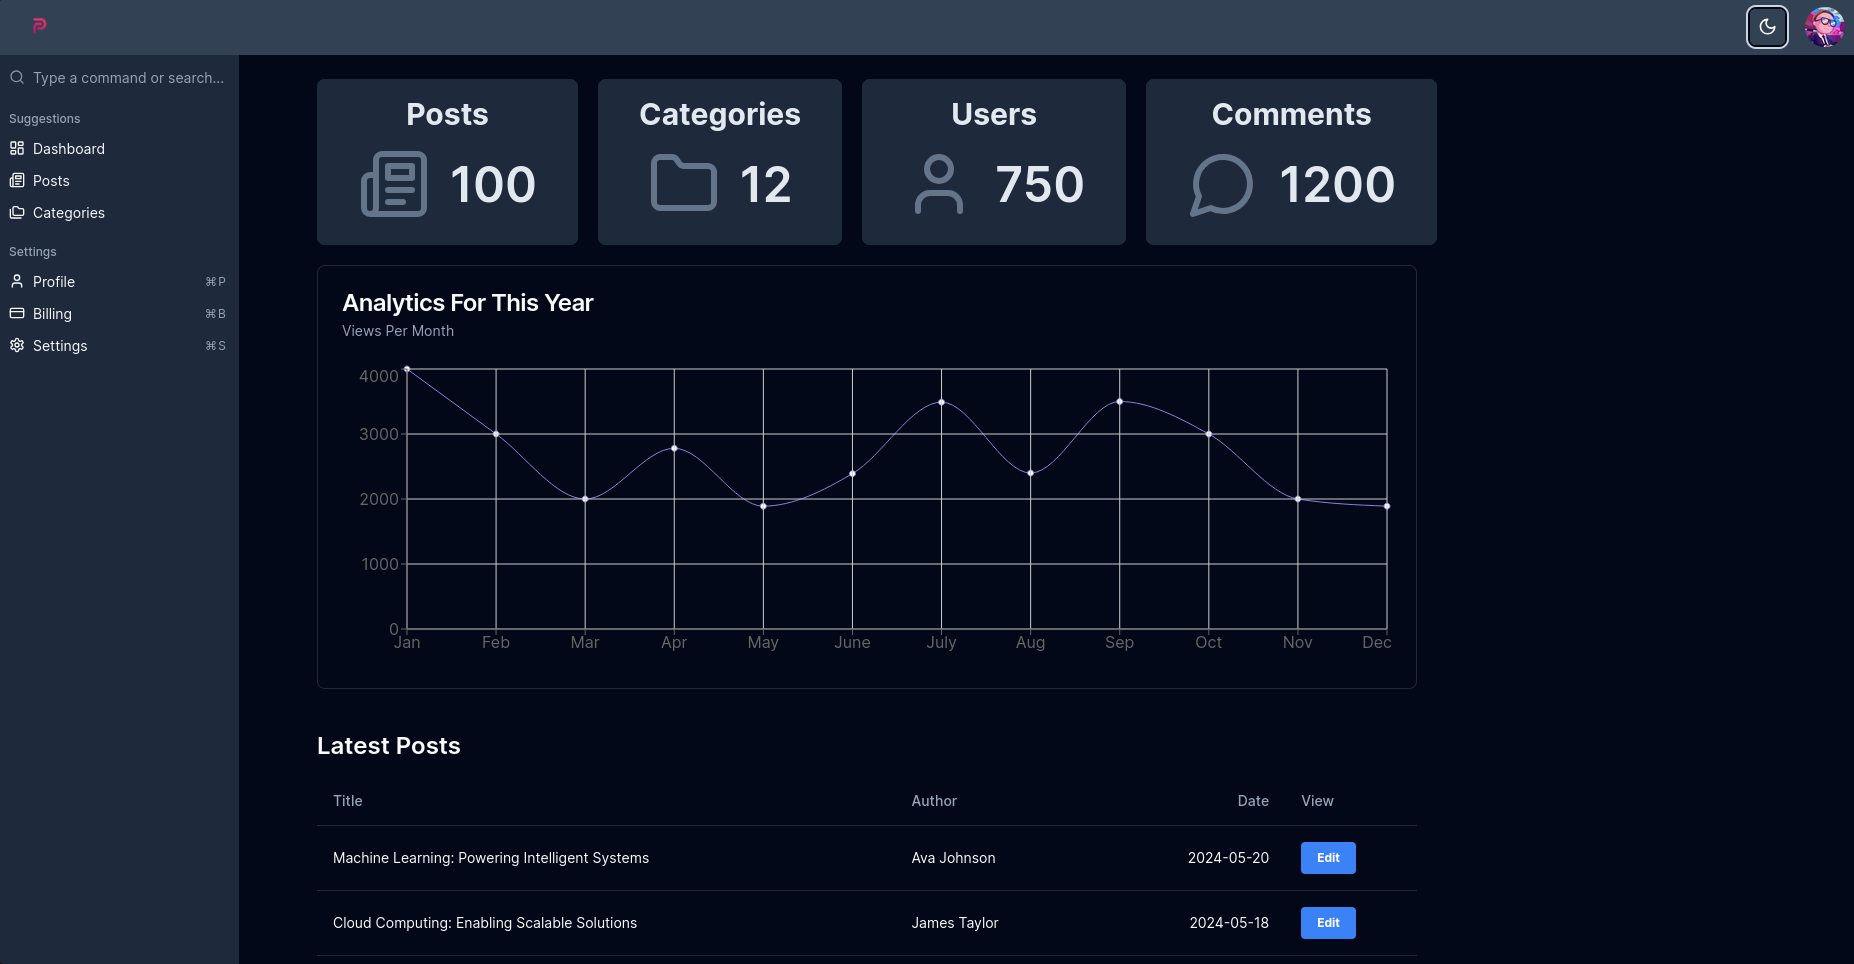 Type a command or search...
Suggestions
Dashboard
Posts
Categories
Settings
Profile ⌘P
Billing ⌘B
Settings ⌘S
Posts
100
Categories
12
Users
750
Comments
1200
Analytics For This Year
Views Per Month
4000
3000
2000
1000
0
Jan Feb Mar Apr May June July Aug Sep Oct Nov Dec
Latest Posts
Title Author Date View
Machine Learning: Powering Intelligent Systems Ava Johnson 2024-05-20 Edit
Cloud Computing: Enabling Scalable Solutions James Taylor 2024-05-18 Edit